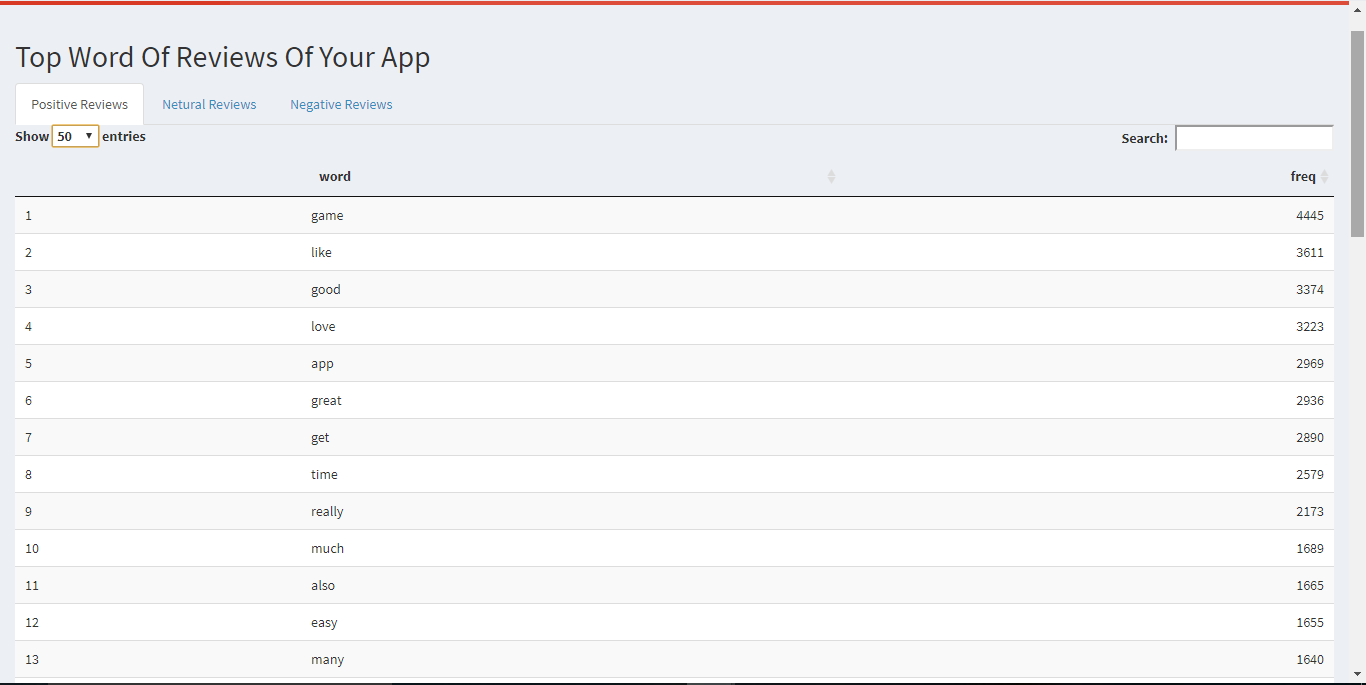 Top Word Of Reviews Of Your App
Positive Reviews Netural Reviews Negative Reviews
Show 50 entries Search:
word freq
1 game 4445
2 like 3611
3 good 3374
4 love 3223
5 app 2969
6 great 2936
7 get 2890
8 time 2579
9 really 2173
10 much 1689
11 also 1665
12 easy 1655
13 many 1640